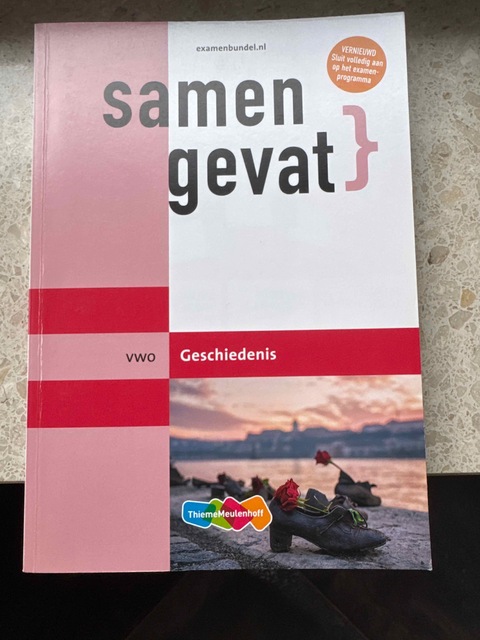 examenbundel.nl
VERNIEUWD
Sluit volledig aan
op het examen-
programma
samen
gevat}
vwo
Geschiedenis
ThiemeMeulenhoff